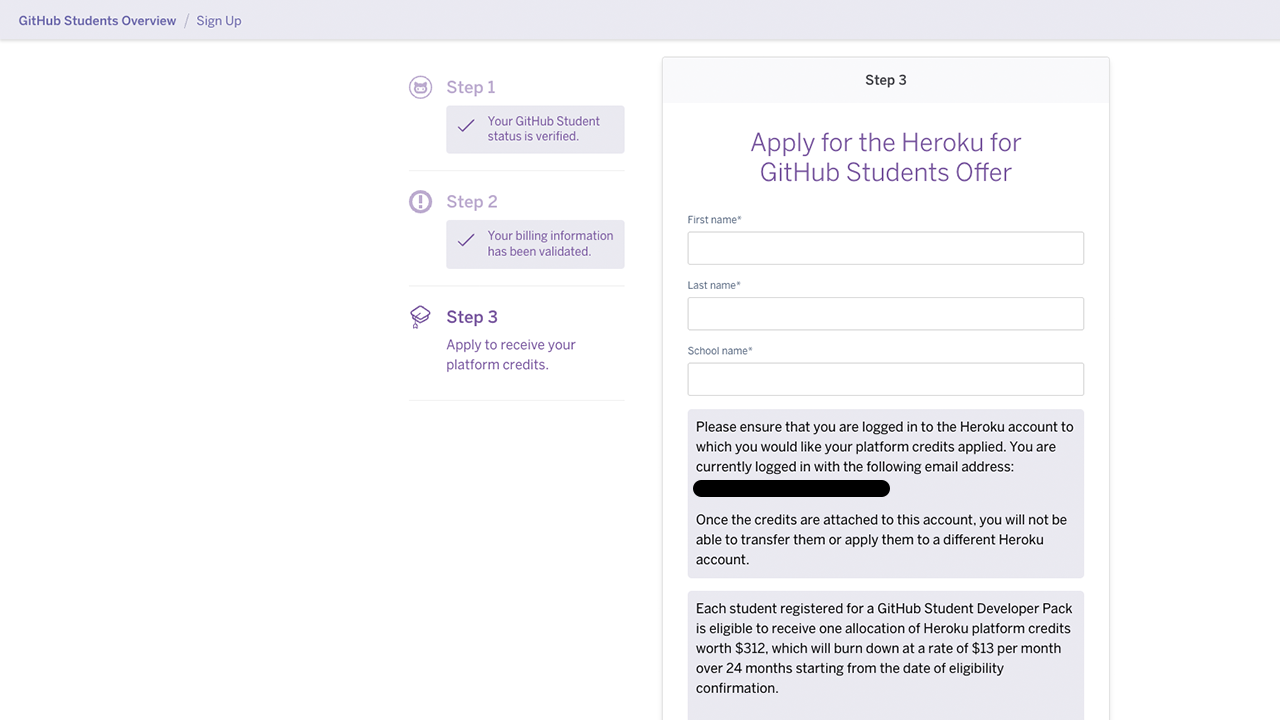 GitHub Students Overview / Sign Up
Step 1
Your GitHub Student
status is verified.
Step 2
Your billing information
has been validated.
Step 3
Apply to receive your
platform credits.
Step 3
Apply for the Heroku for
GitHub Students Offer
First name*
Last name*
School name*
Please ensure that you are logged in to the Heroku account to
which you would like your platform credits applied. You are
currently logged in with the following email address:
Once the credits are attached to this account, you will not be
able to transfer them or apply them to a different Heroku
account.
Each student registered for a GitHub Student Developer Pack
is eligible to receive one allocation of Heroku platform credits
worth $312, which will burn down at a rate of $13 per month
over 24 months starting from the date of eligibility
confirmation.